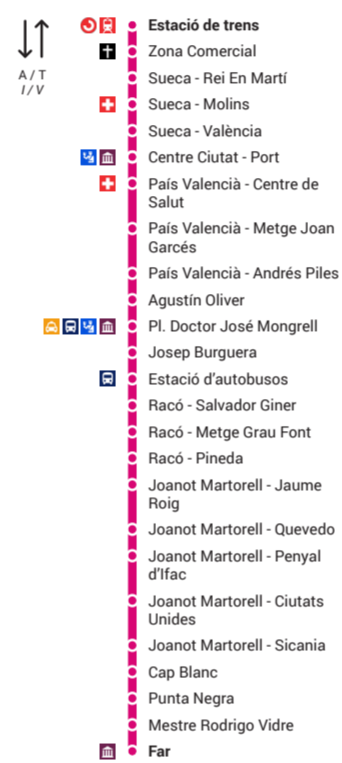 A / T
I / V
Estació de trens
Zona Comercial
Sueca - Rei En Martí
Sueca - Molins
Sueca - València
Centre Ciutat - Port
País Valencià - Centre de
Salut
País Valencià - Metge Joan
Garcés
País Valencià - Andrés Piles
Agustín Oliver
Pl. Doctor José Mongrell
Josep Burguera
Estació d'autobusos
Racó - Salvador Giner
Racó - Metge Grau Font
Racó - Pineda
Joanot Martorell - Jaume
Roig
Joanot Martorell - Quevedo
Joanot Martorell - Penyal
d'Ifac
Joanot Martorell - Ciutats
Unides
Joanot Martorell - Sicania
Cap Blanc
Punta Negra
Mestre Rodrigo Vidre
Far